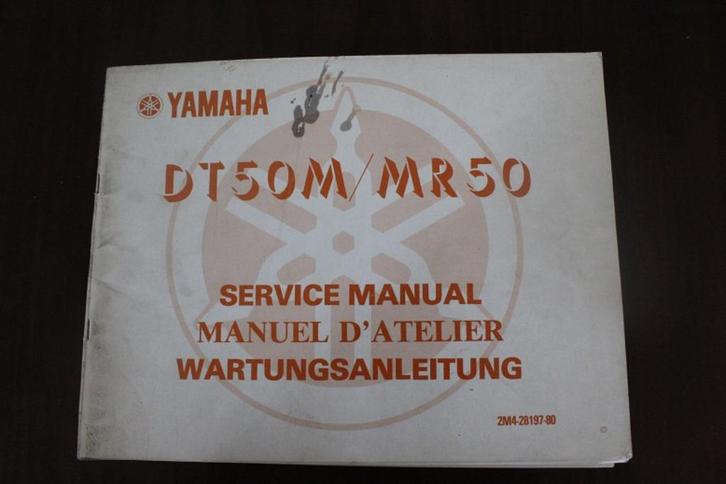 YAMAHA
DT50M/MR50
SERVICE MANUAL
MANUEL D'ATELIER
WARTUNGSANLEITUNG
2M4-28197-80